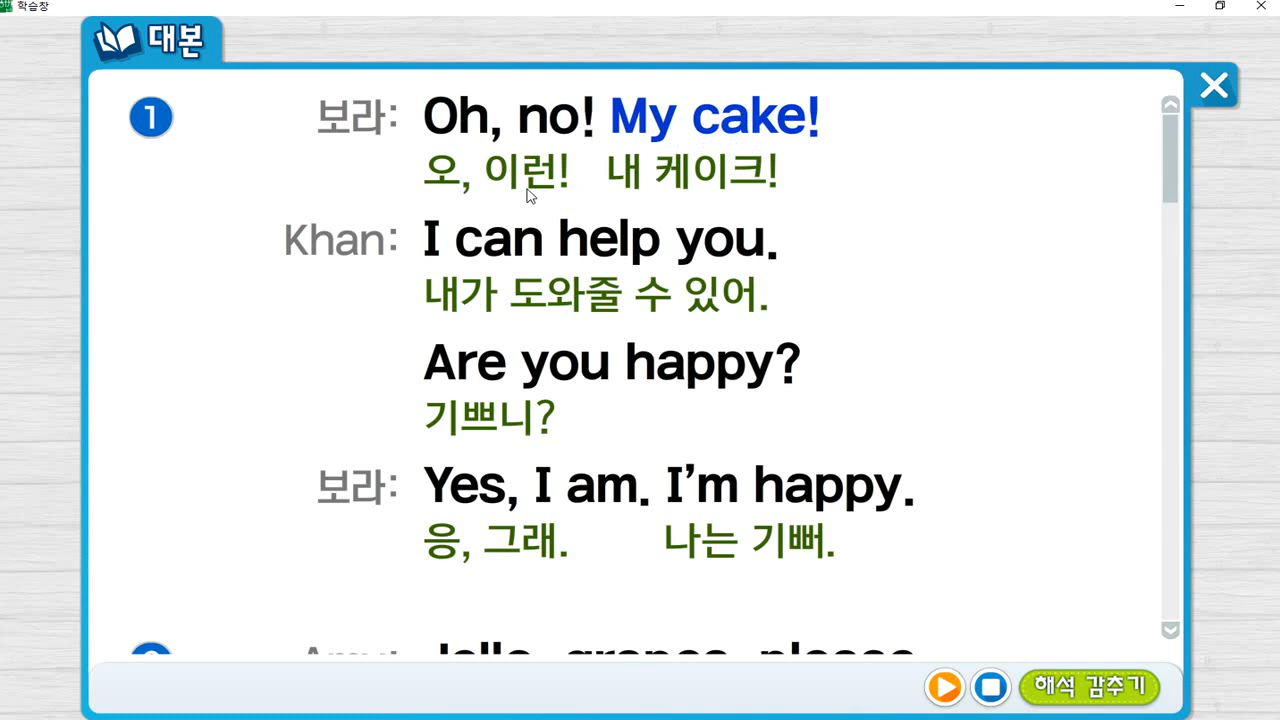 학습장
대본
1 보라: Oh, no! My cake!
오, 이런! 내 케이크!
Khan: I can help you.
내가 도와줄 수 있어.
Are you happy?
기쁘니?
보라: Yes, I am. I'm happy.
응, 그래. 나는 기뻐.
해석 감추기